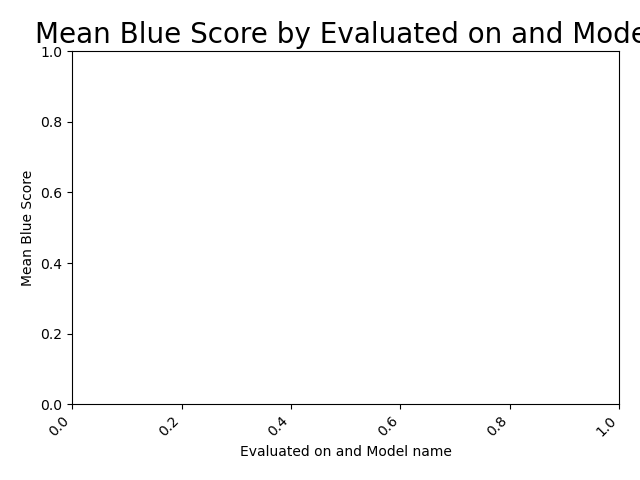 Mean Blue Score by Evaluated on and Mode
1.0
0.8
0.6
0.4
0.2
0.0
Mean Blue Score
0.0 0.2 0.4 0.6 0.8 1.0
Evaluated on and Model name